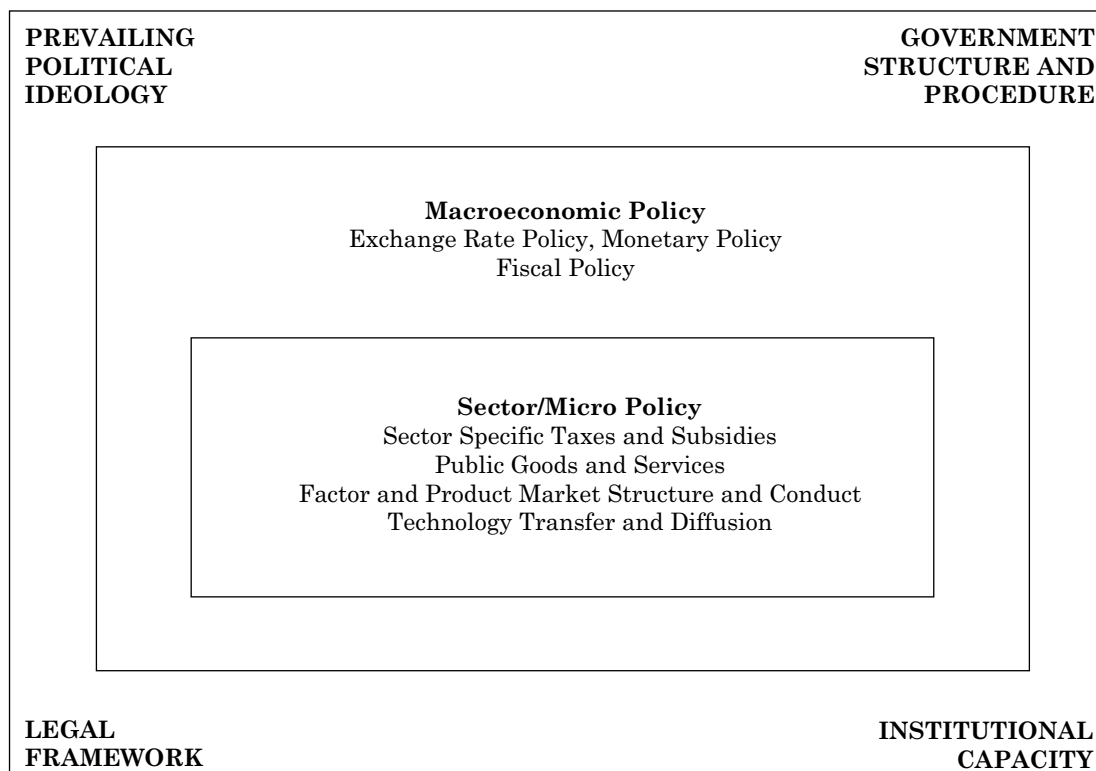 PREVAILING
POLITICAL
IDEOLOGY
GOVERNMENT
STRUCTURE AND
PROCEDURE
Macroeconomic Policy
Exchange Rate Policy, Monetary Policy
Fiscal Policy
Sector/Micro Policy
Sector Specific Taxes and Subsidies
Public Goods and Services
Factor and Product Market Structure and Conduct
Technology Transfer and Diffusion
LEGAL
FRAMEWORK
INSTITUTIONAL
CAPACITY